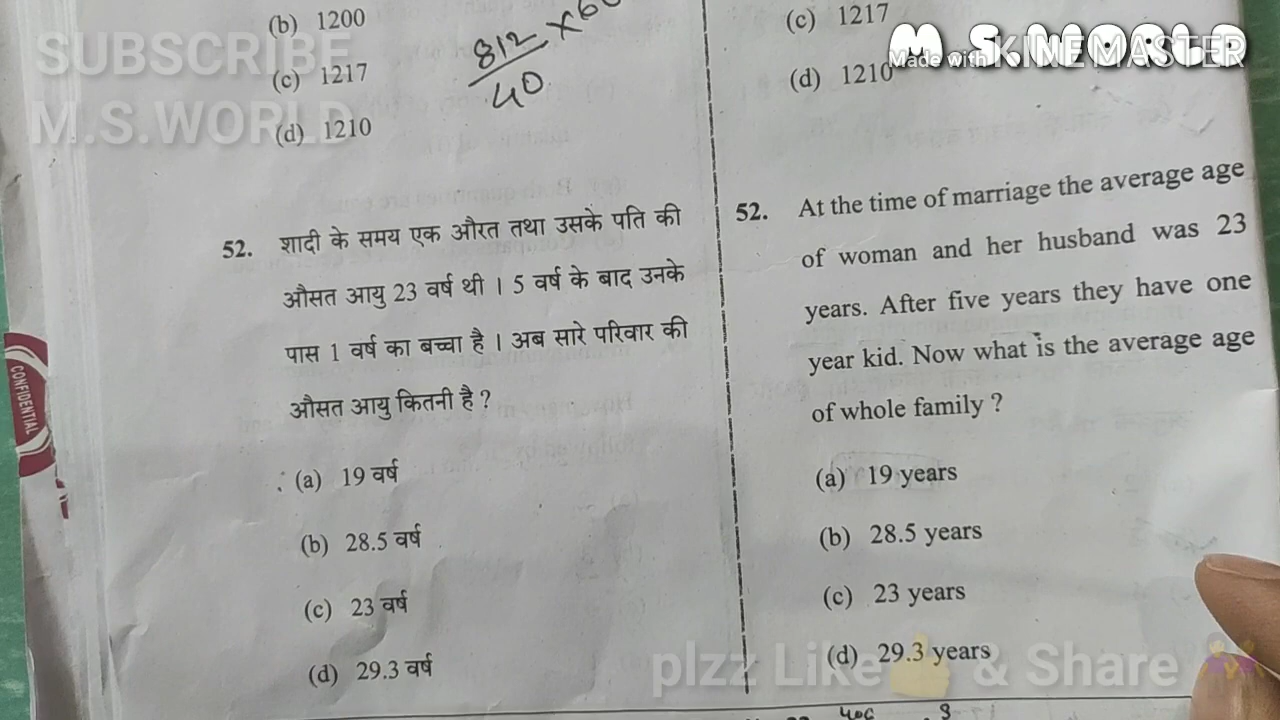 (b) 1200
(c) 1217
(d) 1210
812 × 60
40
(c) 1217
(d) 1210
M.S.WORLD
Made with KINEMASTER
SUBSCRIBE
M.S.WORLD
CONFIDENTIAL
52. शादी के समय एक औरत तथा उसके पति की
औसत आयु 23 वर्ष थी । 5 वर्ष के बाद उनके
पास 1 वर्ष का बच्चा है । अब सारे परिवार की
औसत आयु कितनी है ?
(a) 19 वर्ष
(b) 28.5 वर्ष
(c) 23 वर्ष
(d) 29.3 वर्ष
52. At the time of marriage the average age
of woman and her husband was 23
years. After five years they have one
year kid. Now what is the average age
of whole family ?
(a) 19 years
(b) 28.5 years
(c) 23 years
(d) 29.3 years
plzz Like 👍 & Share